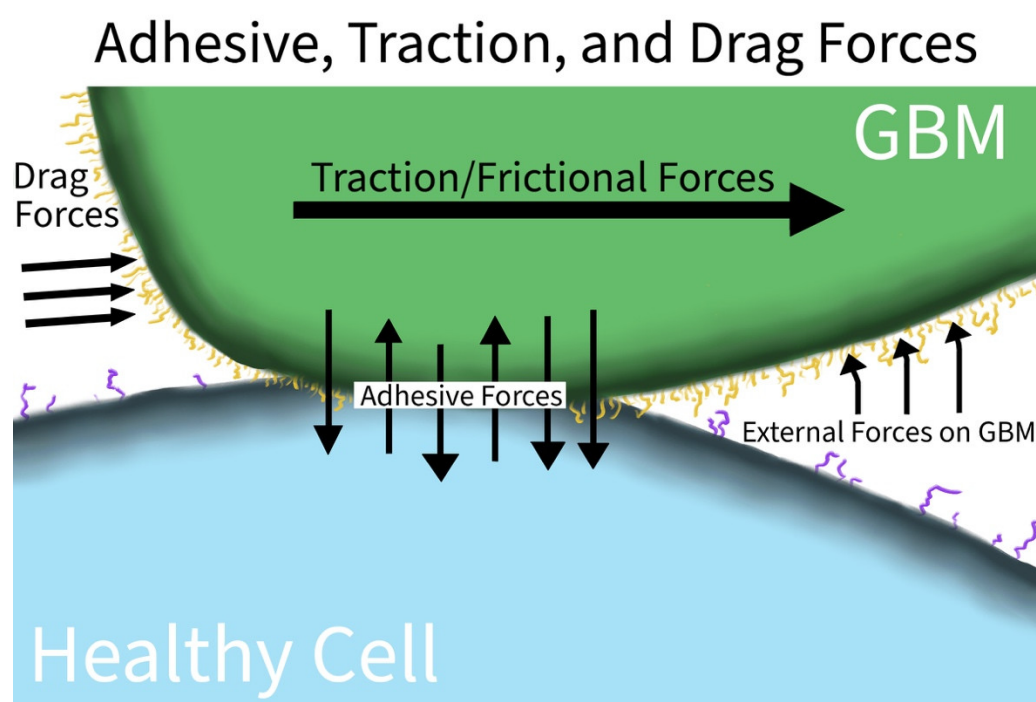 Adhesive, Traction, and Drag Forces
GBM
Drag
Forces
Traction/Frictional Forces
Adhesive Forces
External Forces on GBM
Healthy Cell